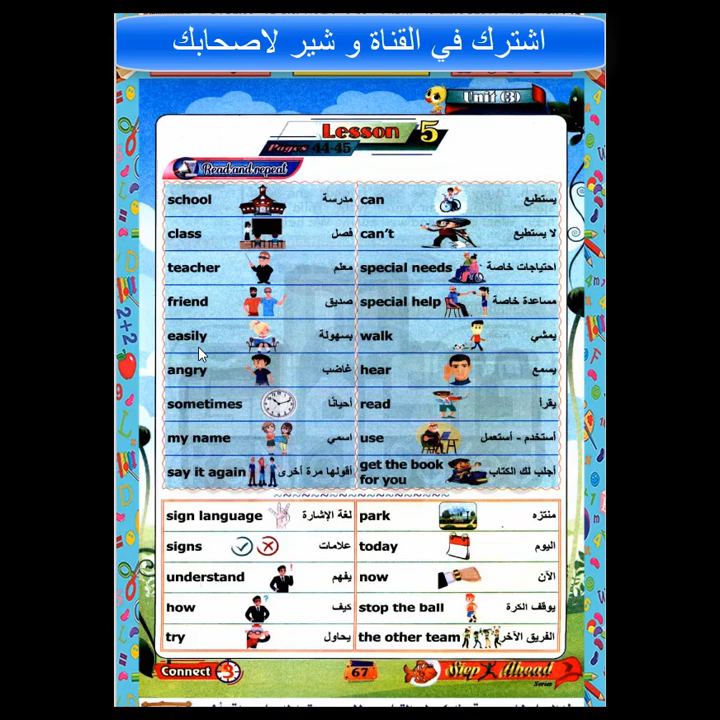 اشترك في القناة و شير لاصحابك
Unit (3)
Lesson 5
Pages 44-45
Read and repeat
school مدرسة can يستطيع
class فصل can't لا يستطيع
teacher معلم special needs احتياجات خاصة
friend صديق special help مساعدة خاصة
easily بسهولة walk يمشي
angry غاضب hear يسمع
sometimes أحيانًا read يقرأ
my name اسمي use أستخدم - أستعمل
say it again أقولها مرة أخرى get the book for you أجلب لك الكتاب
sign language لغة الإشارة park منتزه
signs علامات today اليوم
understand يفهم now الآن
how كيف stop the ball يوقف الكرة
try يحاول the other team الفريق الآخر
Connect 3
67
Step Ahead
Series
2+2